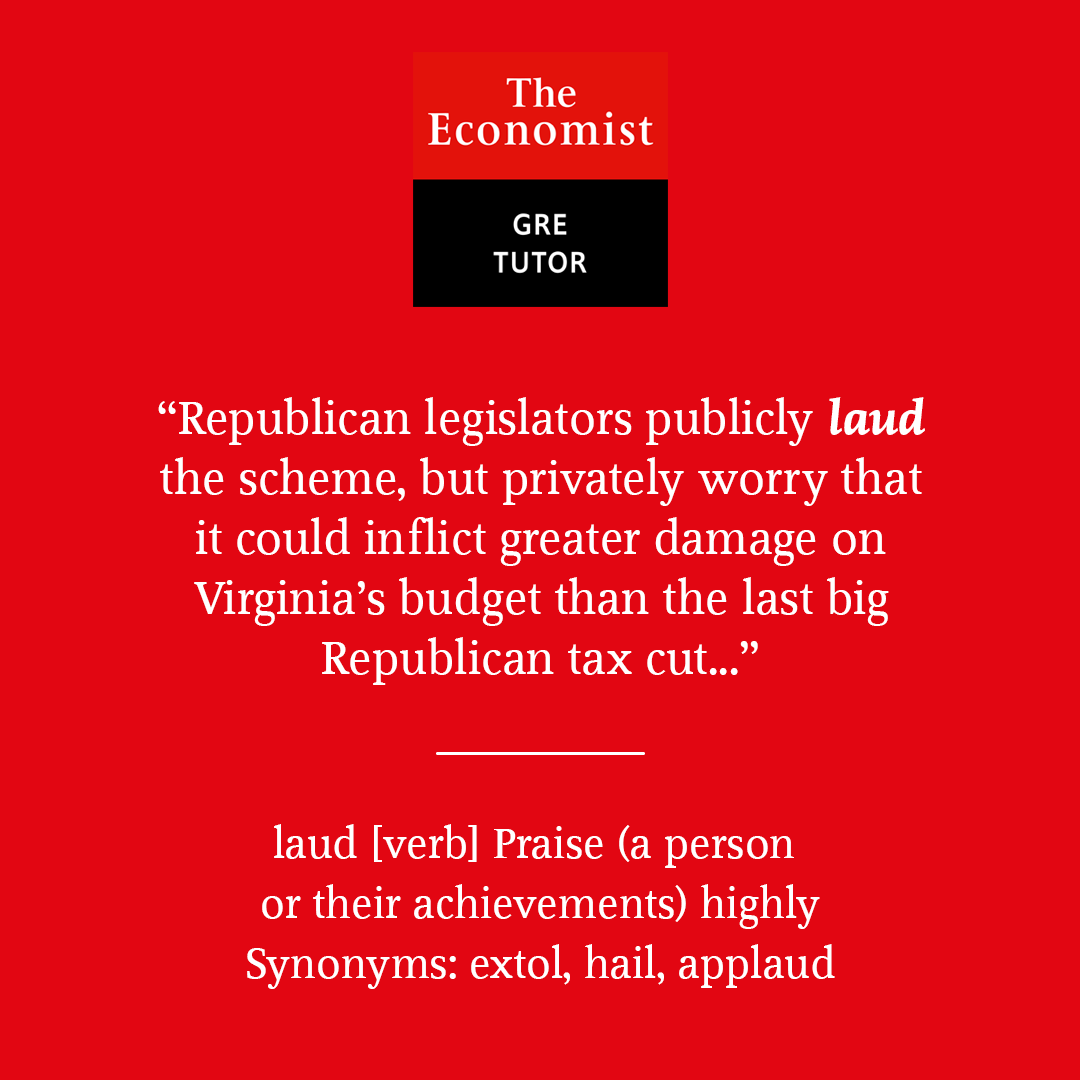 The
Economist
GRE
TUTOR
“Republican legislators publicly laud
the scheme, but privately worry that
it could inflict greater damage on
Virginia’s budget than the last big
Republican tax cut...”
laud [verb] Praise (a person
or their achievements) highly
Synonyms: extol, hail, applaud